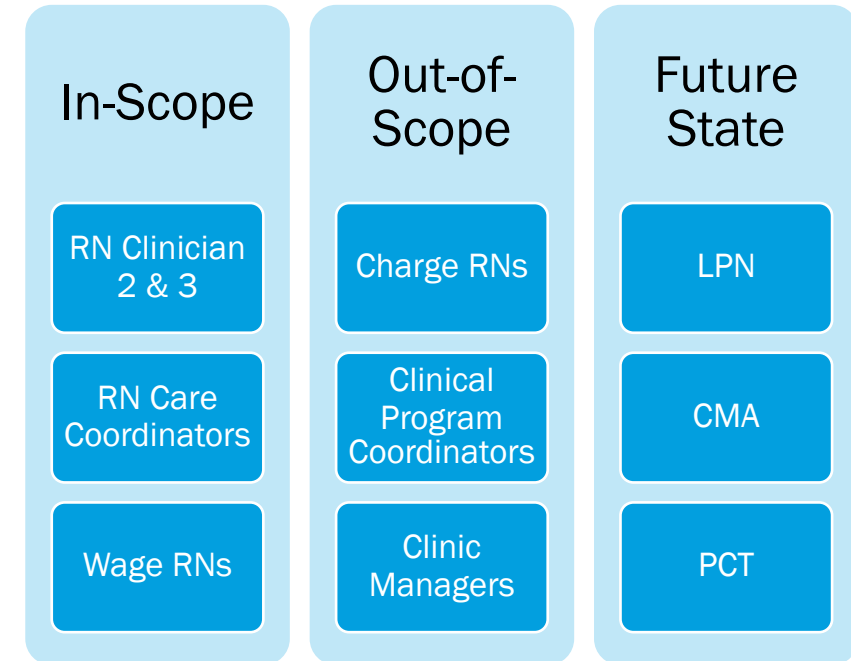 In-Scope
RN Clinician
2 & 3
RN Care
Coordinators
Wage RNs
Out-of-
Scope
Charge RNs
Clinical
Program
Coordinators
Clinic
Managers
Future
State
LPN
CMA
PCT